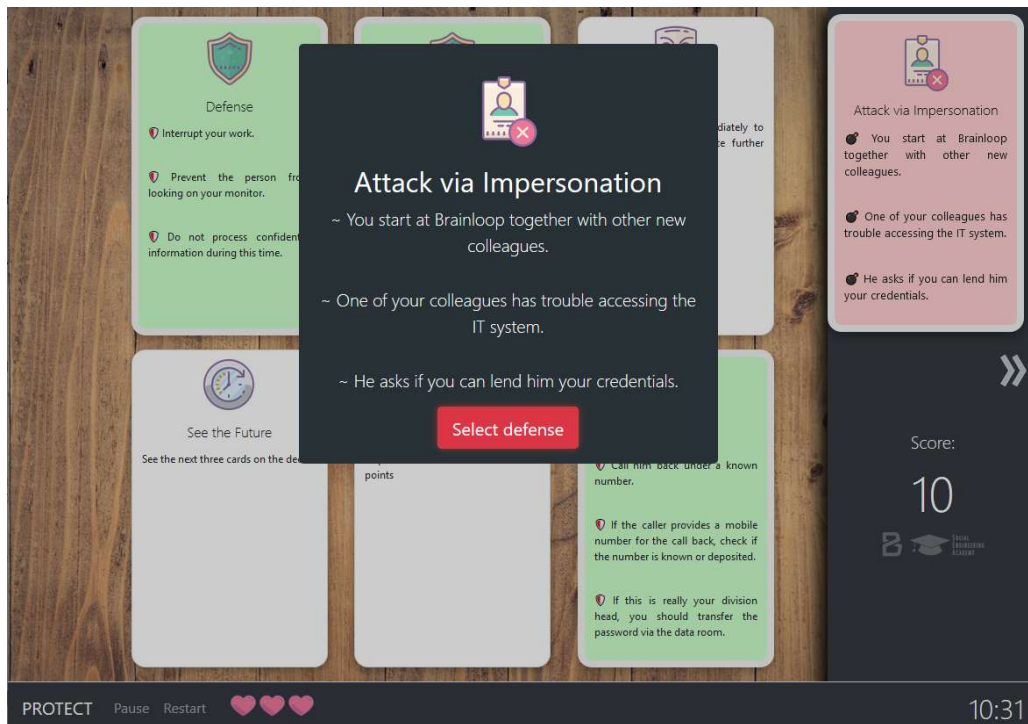 Defense
Interrupt your work.
Prevent the person fro
looking on your monitor.
Do not process confident
information during this time.
diately to
te further
Attack via Impersonation
~ You start at Brainloop together with other new
colleagues.
~ One of your colleagues has trouble accessing the
IT system.
~ He asks if you can lend him your credentials.
Select defense
Attack via Impersonation
You start at Brainloop
together with other new
colleagues.
One of your colleagues has
trouble accessing the IT system.
He asks if you can lend him
your credentials.
See the Future
See the next three cards on the dec
points
Call him back under a known
number.
If the caller provides a mobile
number for the call back, check if
the number is known or deposited.
If this is really your division
head, you should transfer the
password via the data room.
Score:
10
B
SOCIAL
ENGINEERING
ACADEMY
PROTECT Pause Restart
10:31